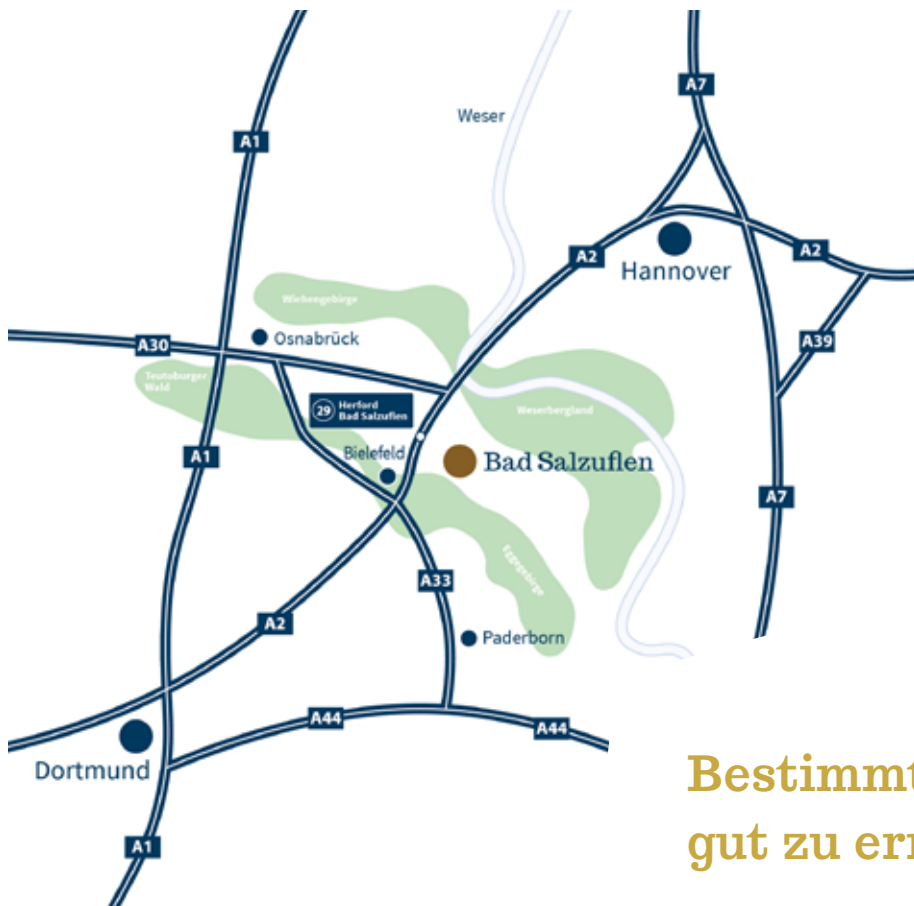 A7
Weser
A1
A2
A2
Hannover
Wiehengebirge
Osnabrück
A30
A39
Teutoburger
Wald
29
Herford
Bad Salzuflen
Weserbergland
Bielefeld
A1
Bad Salzuflen
A7
Eggegebirge
A33
A2
Paderborn
A44
A44
Dortmund
Bestimmt
gut zu
A1